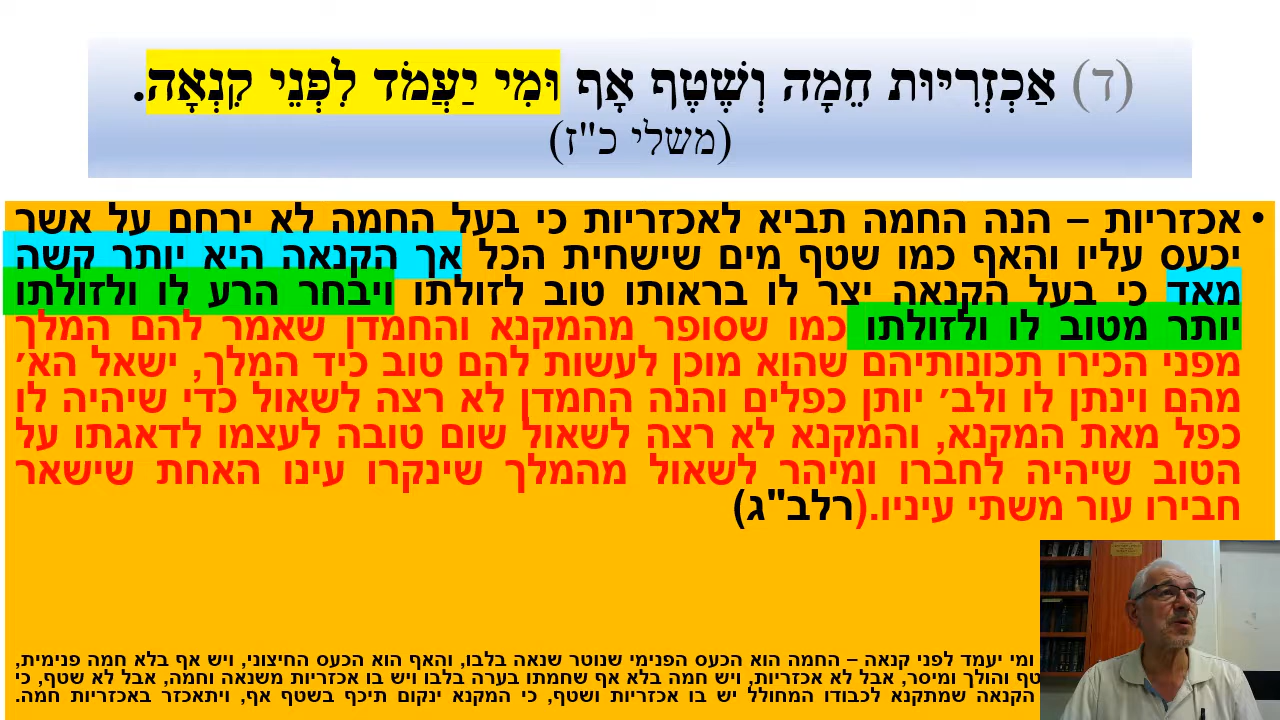 (ד) אַכְזְרִיּוּת חֵמָה וְשֶׁטֶף אָף וּמִי יַעֲמֹד לִפְנֵי קִנְאָה.
(משלי כ"ז)
• אכזריות – הנה החמה תביא לאכזריות כי בעל החמה לא ירחם על אשר
יכעס עליו והאף כמו שטף מים שישחית הכל אך הקנאה היא יותר קשה
מאד כי בעל הקנאה יצר לו בראותו טוב לזולתו ויבחר הרע לו ולזולתו
יותר מטוב לו ולזולתו כמו שסופר מהמקנא והחמדן שאמר להם המלך
מפני הכירו תכונותיהם שהוא מוכן לעשות להם טוב כיד המלך, ישאל הא׳
מהם וינתן לו ולב׳ יותן כפלים והנה החמדן לא רצה לשאול כדי שיהיה לו
כפל מאת המקנא, והמקנא לא רצה לשאול שום טובה לעצמו לדאגתו על
הטוב שיהיה לחברו ומיהר לשאול מהמלך שינקרו עינו האחת שישאר
חבירו עור משתי עיניו.(רלב"ג)
ומי יעמד לפני קנאה – החמה הוא הכעס הפנימי שנוטר שנאה בלבו, והאף הוא הכעס החיצוני, ויש אף בלא חמה פנימית,
שטף והולך ומיסר, אבל לא אכזריות, ויש חמה בלא אף שחמתו בערה בלבו ויש בו אכזריות משנאה וחמה, אבל לא שטף, כי
הקנאה שמתקנא לכבודו המחולל יש בו אכזריות ושטף, כי המקנא ינקום תיכף בשטף אף, ויתאכזר באכזריות חמה.